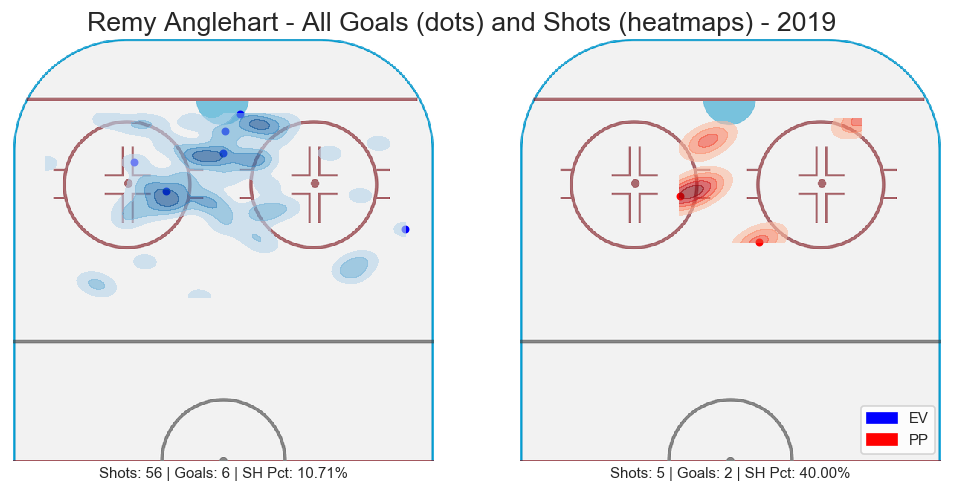 Remy Anglehart - All Goals (dots) and Shots (heatmaps) - 2019
EV
PP
Shots: 56 | Goals: 6 | SH Pct: 10.71%
Shots: 5 | Goals: 2 | SH Pct: 40.00%